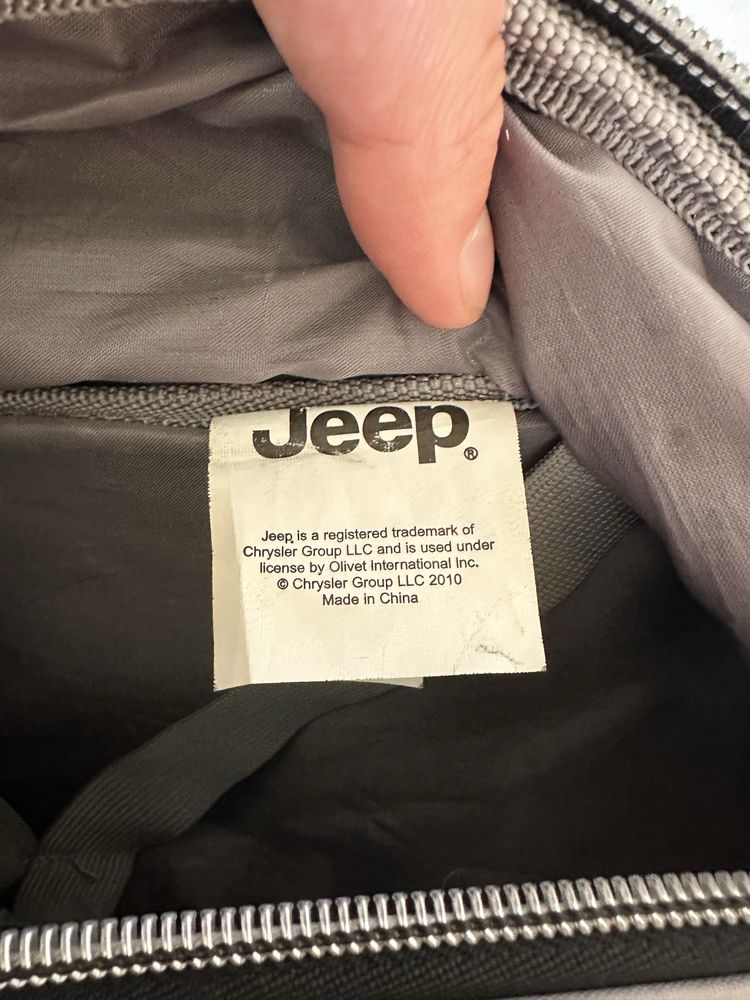 Jeep®
Jeep is a registered trademark of
Chrysler Group LLC and is used under
license by Olivet International Inc.
© Chrysler Group LLC 2010
Made in China